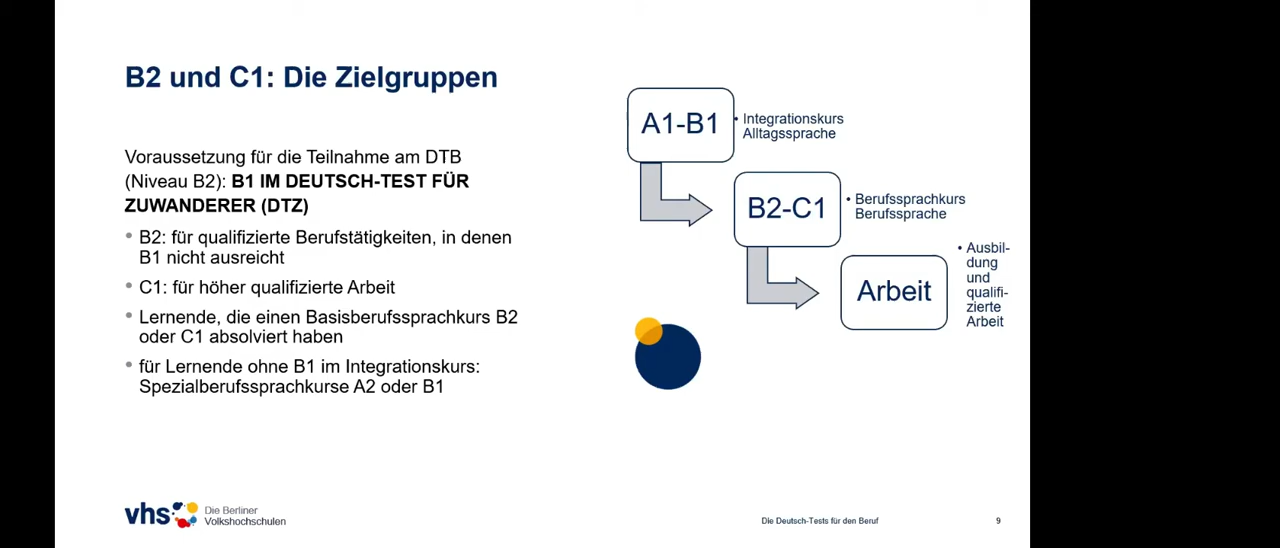 B2 und C1: Die Zielgruppen
Voraussetzung für die Teilnahme am DTB
(Niveau B2): B1 IM DEUTSCH-TEST FÜR
ZUWANDERER (DTZ)
• B2: für qualifizierte Berufstätigkeiten, in denen
B1 nicht ausreicht
• C1: für höher qualifizierte Arbeit
• Lernende, die einen Basisberufssprachkurs B2
oder C1 absolviert haben
• für Lernende ohne B1 im Integrationskurs:
Spezialberufssprachkurse A2 oder B1
A1-B1
• Integrationskurs
Alltagssprache
B2-C1
• Berufssprachkurs
Berufssprache
Arbeit
• Ausbil-
dung
und
qualifi-
zierte
Arbeit
vhs
Die Berliner
Volkshochschulen
Die Deutsch-Tests für den Beruf
9